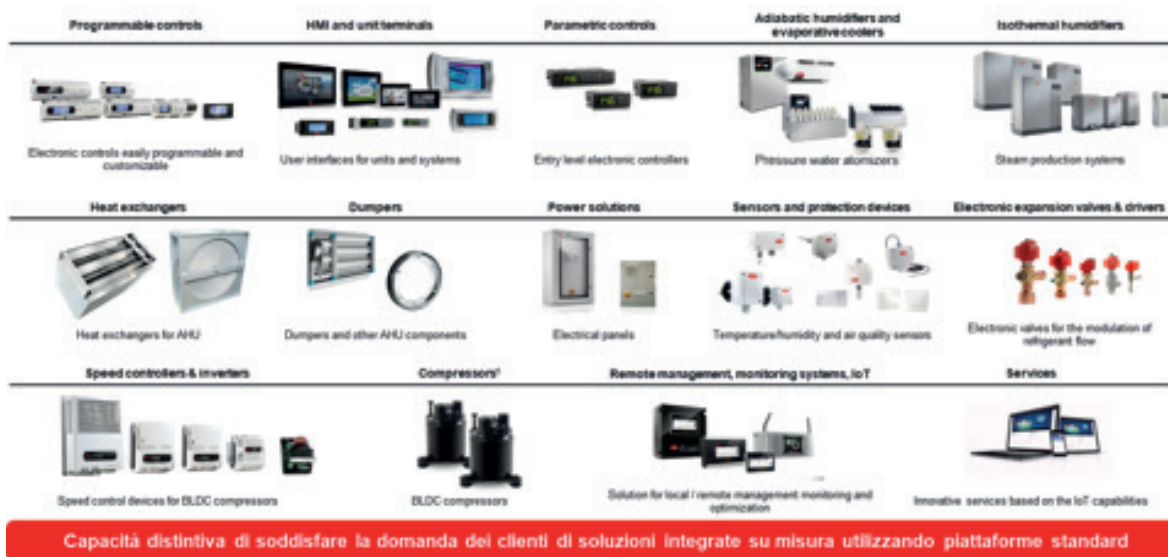 Programmable controls
HMI and unit terminals
Parametric controls
Adiabatic humidifiers and
evaporative coolers
Isothermal humidifiers
Electronic controls easily programmable and
customizable
User interfaces for units and systems
Entry level electronic controllers
Pressure water atomizers
Steam production systems
Heat exchangers
Dumpers
Power solutions
Sensors and protection devices
Electronic expansion valves & drivers
Heat exchangers for AHU
Dumpers and other AHU components
Electrical panels
Temperature/humidity and air quality sensors
Electronic valves for the modulation of
refrigerant flow
Speed controllers & inverters
Compressors¹
Remote management, monitoring systems, IoT
Services
Speed control devices for BLDC compressors
BLDC compressors
Solution for local / remote management monitoring and
optimization
Innovative services based on the IoT capabilities
Capacità distintiva di soddisfare la domanda dei clienti di soluzioni integrate su misura utilizzando piattaforme standard